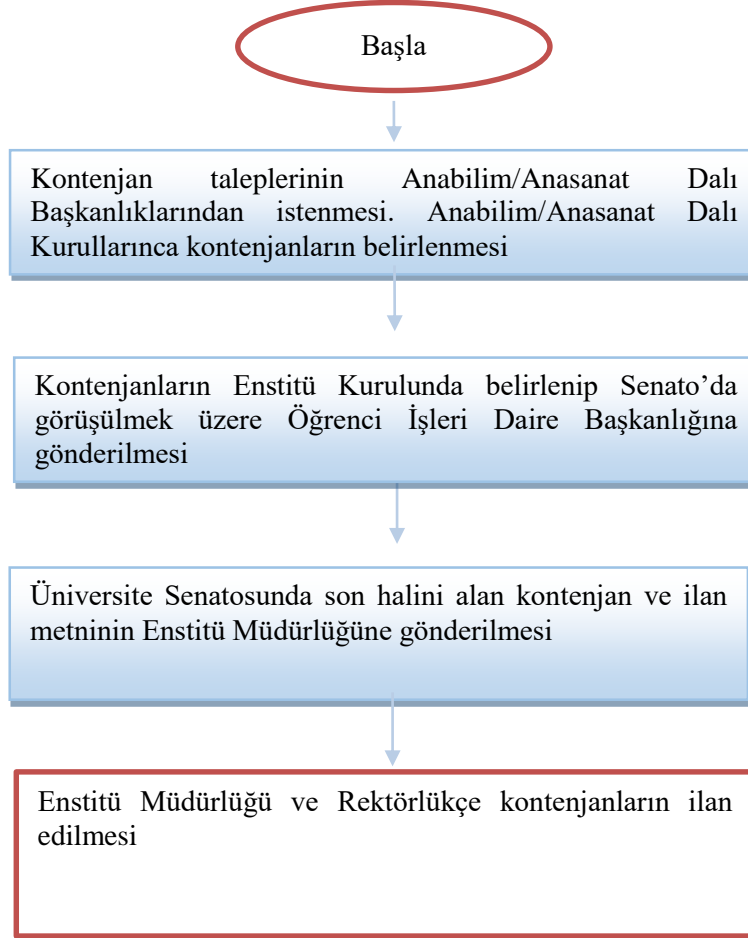 Başla
Kontenjan taleplerinin Anabilim/Anasanat Dalı
Başkanlıklarından istenmesi. Anabilim/Anasanat Dalı
Kurullarınca kontenjanların belirlenmesi
Kontenjanların Enstitü Kurulunda belirlenip Senato’da
görüşülmek üzere Öğrenci İşleri Daire Başkanlığına
gönderilmesi
Üniversite Senatosunda son halini alan kontenjan ve ilan
metninin Enstitü Müdürlüğüne gönderilmesi
Enstitü Müdürlüğü ve Rektörlükçe kontenjanların ilan
edilmesi